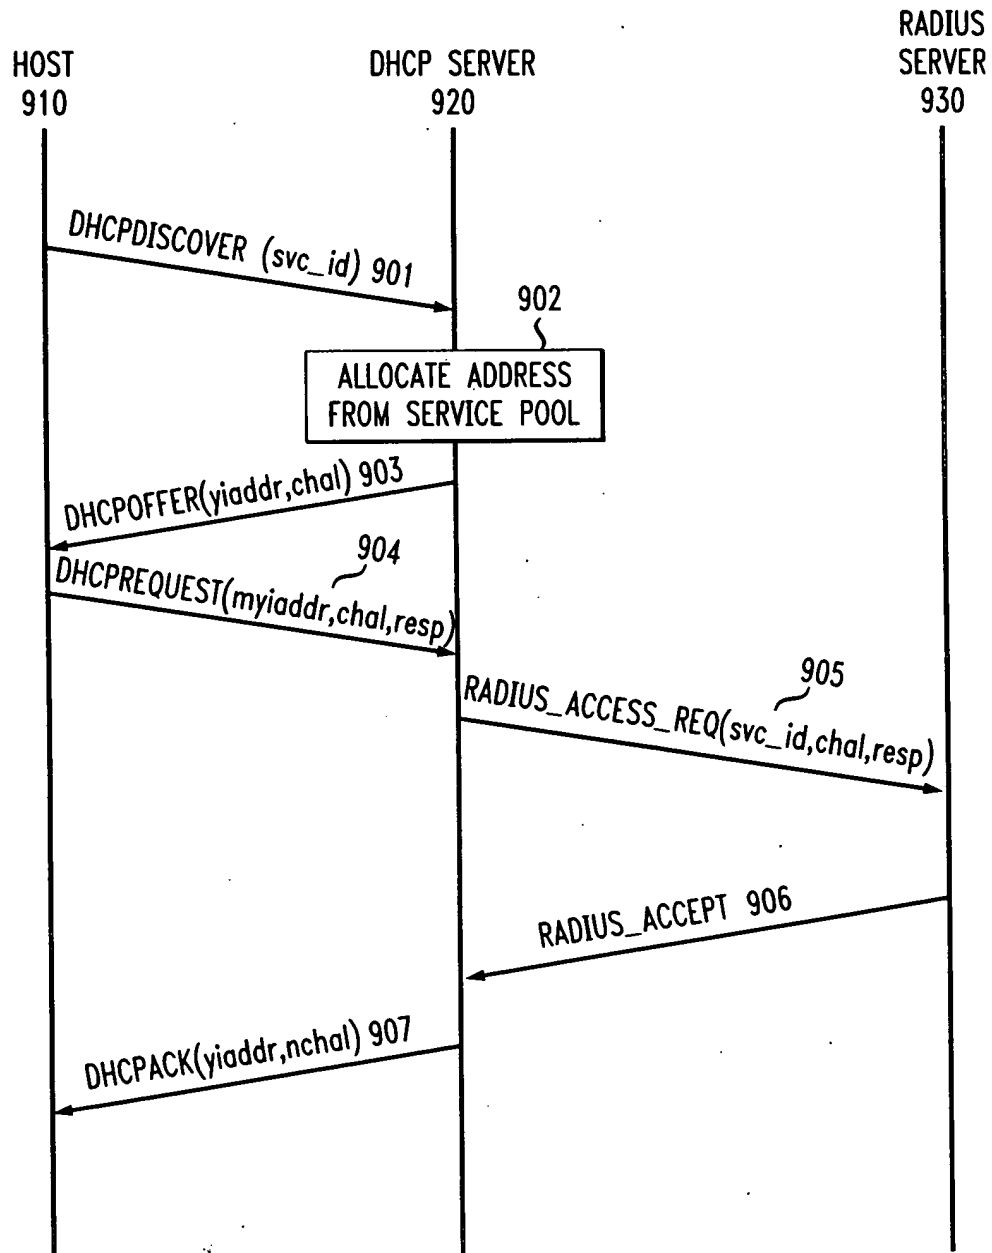 HOST
910
DHCP SERVER
920
RADIUS
SERVER
930
DHCPDISCOVER (svc_id) 901
902
ALLOCATE ADDRESS
FROM SERVICE POOL
DHCPOFFER(yiaddr,chal) 903
904
DHCPREQUEST(myiaddr,chal,resp)
905
RADIUS_ACCESS_REQ(svc_id,chal,resp)
RADIUS_ACCEPT 906
DHCPACK(yiaddr,nchal) 907